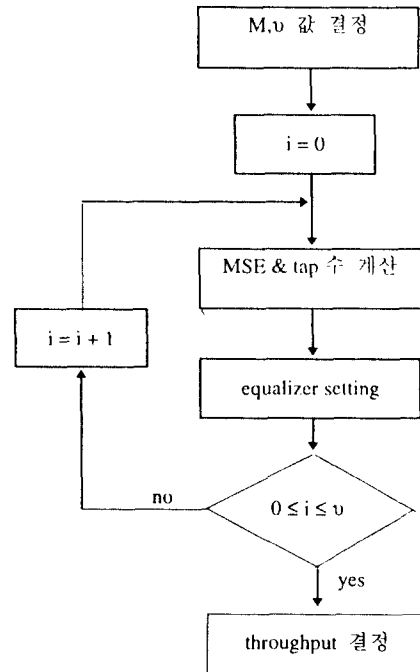 M,υ 값 결정
i = 0
MSE & tap 수 계산
i = i + 1
equalizer setting
no
0 ≤ i ≤ υ
yes
throughput 결정